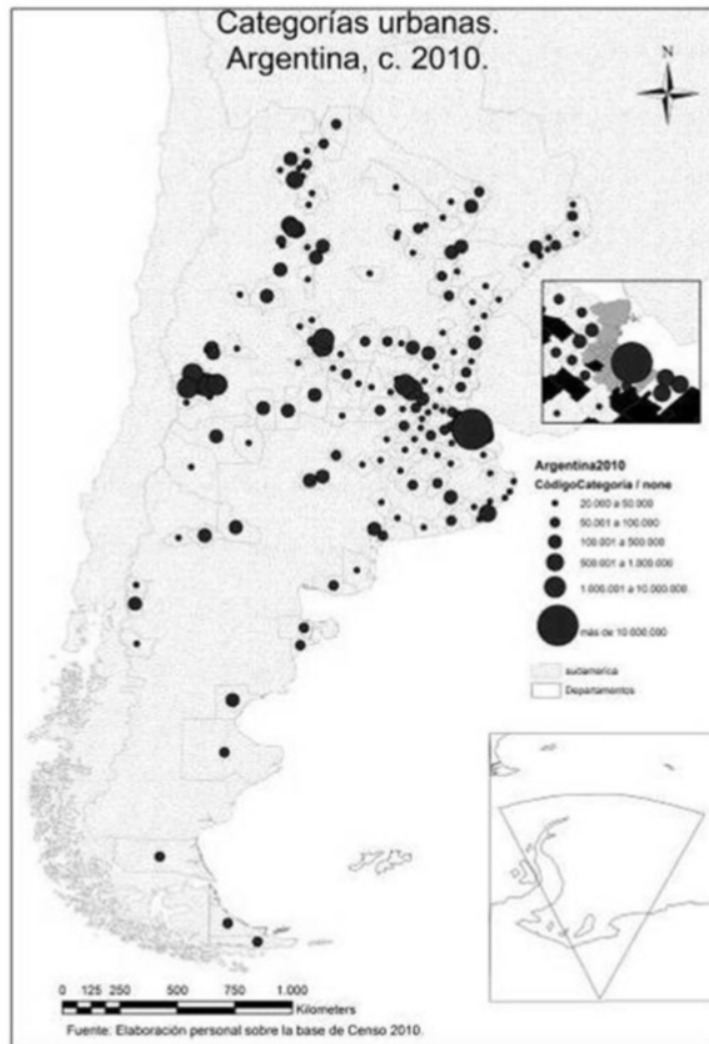 Categorías urbanas.
Argentina, c. 2010.
N
Argentina2010
CódigoCategoria / none
20.000 a 50.000
50.001 a 100.000
100.001 a 500.000
500.001 a 1.000.000
1.000.001 a 10.000.000
más de 10.000.000
sudamerica
Departamentos
0 125 250 500 750 1.000
Kilometers
Fuente: Elaboración personal sobre la base de Censo 2010.